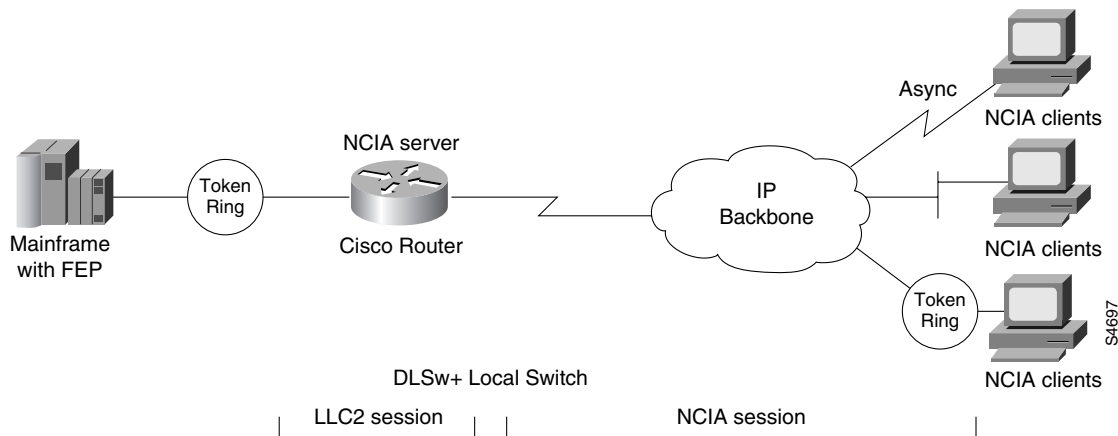 Async
NCIA clients
NCIA server
Token
Ring
IP
Backbone
Mainframe
with FEP
Cisco Router
NCIA clients
Token
Ring
S4697
NCIA clients
DLSw+ Local Switch
LLC2 session
NCIA session